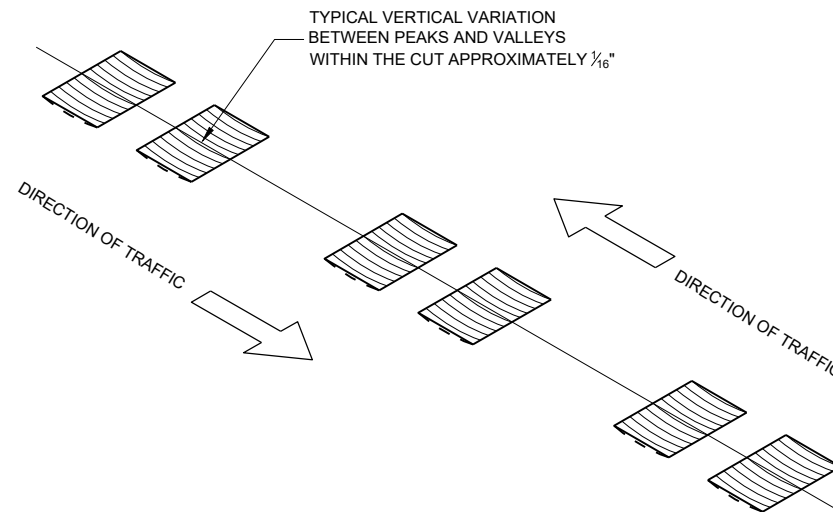 TYPICAL VERTICAL VARIATION
BETWEEN PEAKS AND VALLEYS
WITHIN THE CUT APPROXIMATELY 1/16"
DIRECTION OF TRAFFIC
DIRECTION OF TRAFFIC